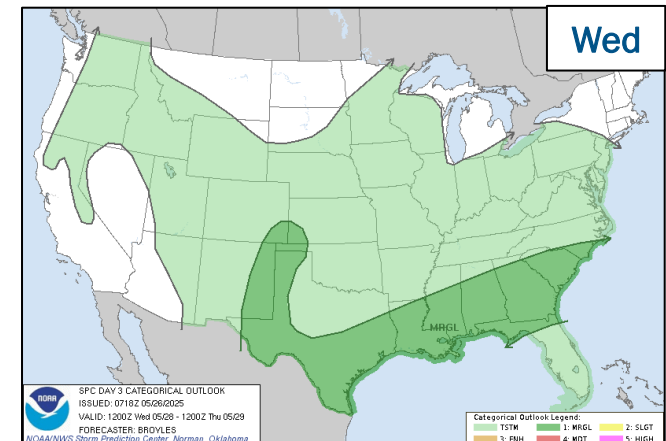 Wed
MRGL
NOAA
SPC DAY 3 CATEGORICAL OUTLOOK
ISSUED: 0718Z 05/26/2025
VALID: 1200Z Wed 05/28 - 1200Z Thu 05/29
FORECASTER: BROYLES
NOAA/NWS Storm Prediction Center, Norman, Oklahoma
Categorical Outlook Legend:
TSTM 1: MRGL 2: SLGT
3: ENH 4: MDT 5: HIGH